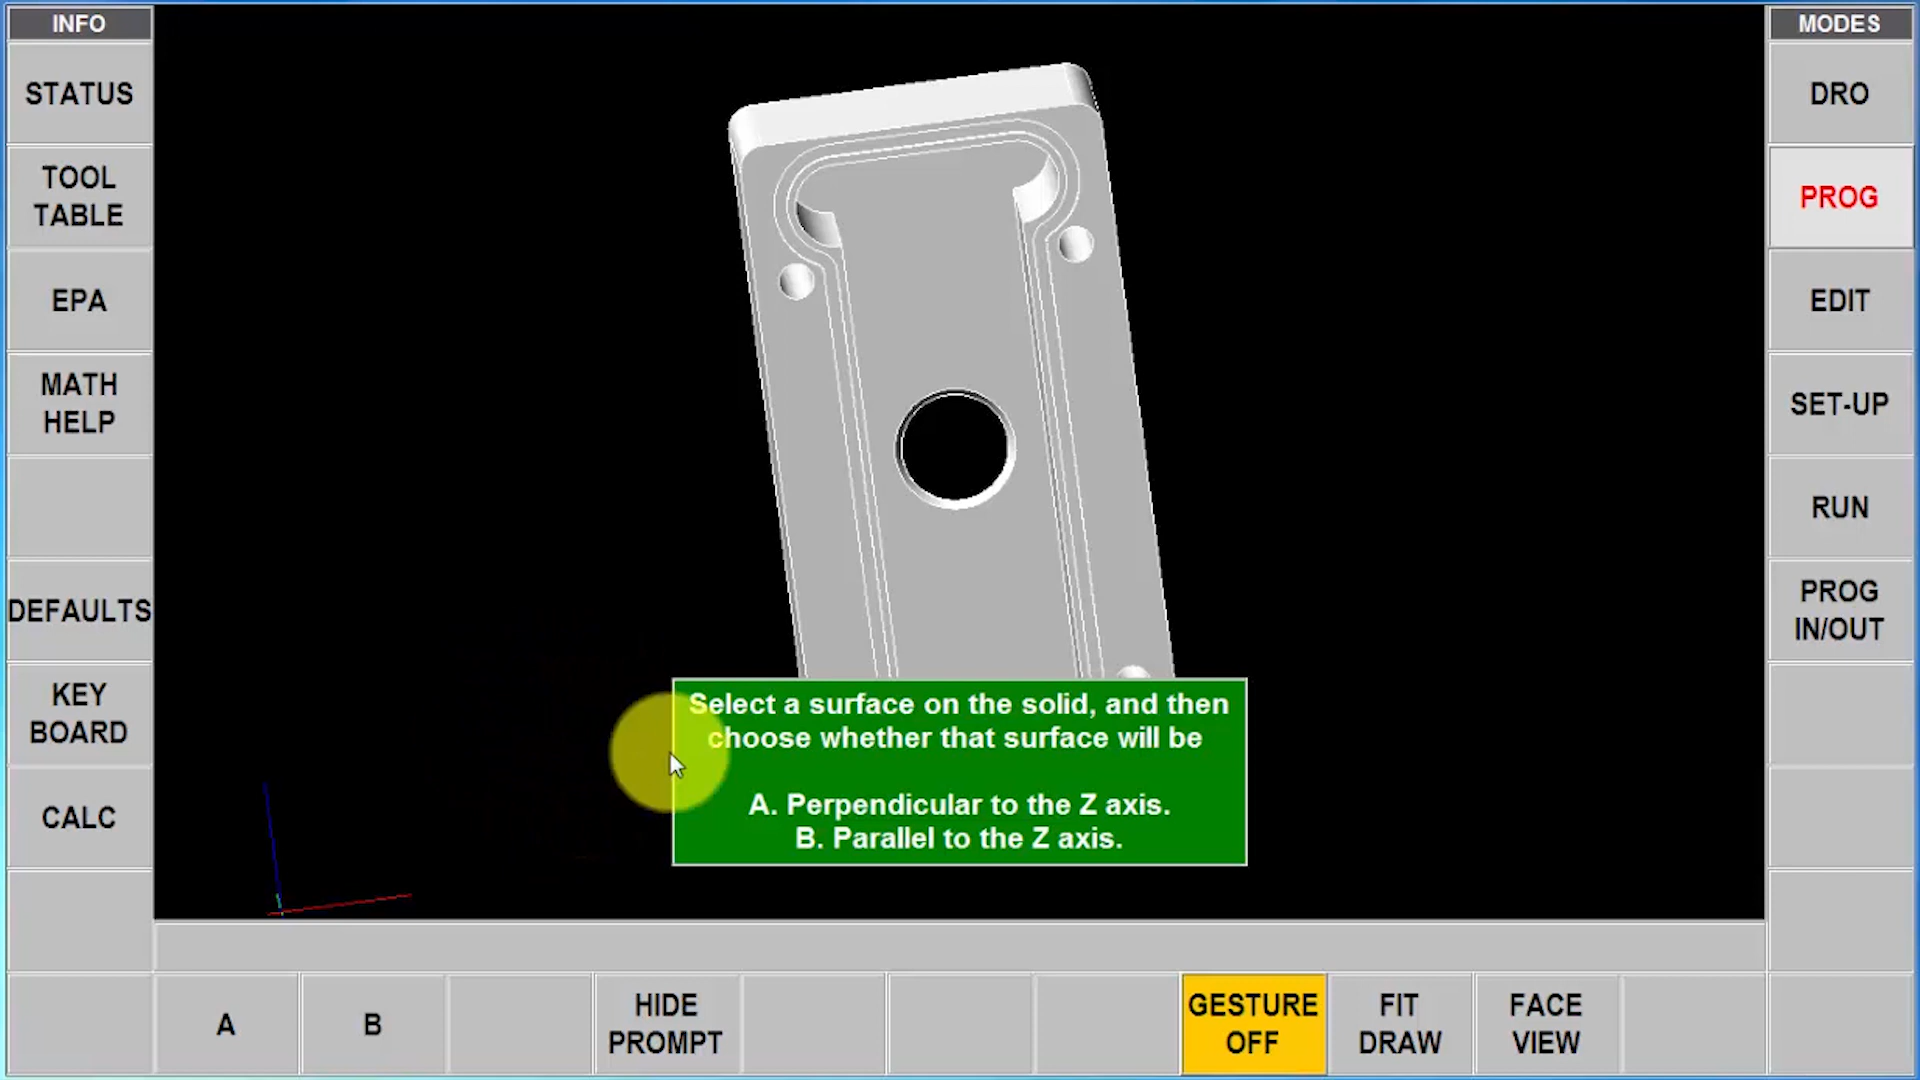 INFO
STATUS
TOOL
TABLE
EPA
MATH
HELP
DEFAULTS
KEY
BOARD
CALC
Select a surface on the solid, and then
choose whether that surface will be
A. Perpendicular to the Z axis.
B. Parallel to the Z axis.
MODES
DRO
PROG
EDIT
SET-UP
RUN
PROG
IN/OUT
A
B
HIDE
PROMPT
GESTURE
OFF
FIT
DRAW
FACE
VIEW